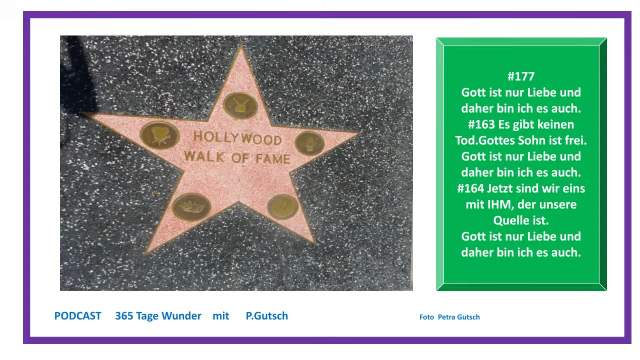 HOLLYWOOD
WALK OF FAME
#177
Gott ist nur Liebe und
daher bin ich es auch.
#163 Es gibt keinen
Tod.Gottes Sohn ist frei.
Gott ist nur Liebe und
daher bin ich es auch.
#164 Jetzt sind wir eins
mit IHM, der unsere
Quelle ist.
Gott ist nur Liebe und
daher bin ich es auch.
PODCAST 365 Tage Wunder mit P.Gutsch
Foto Petra Gutsch